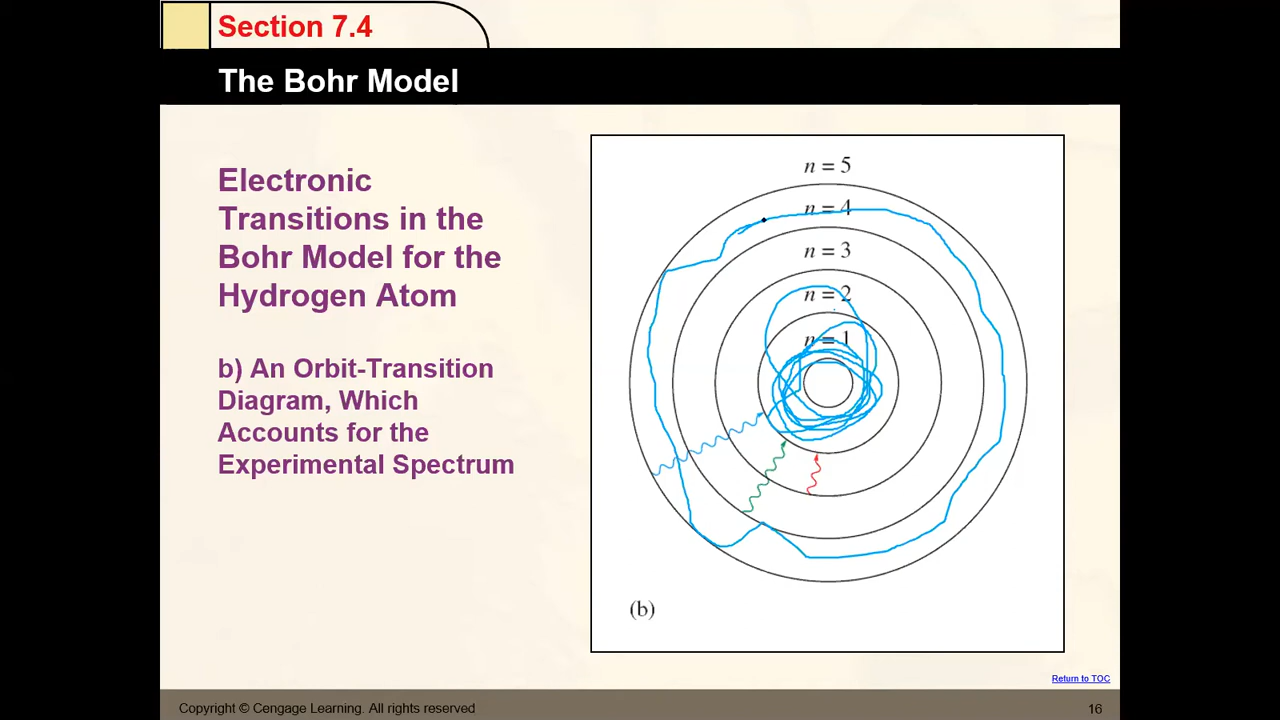 Section 7.4
The Bohr Model
Electronic
Transitions in the
Bohr Model for the
Hydrogen Atom
b) An Orbit-Transition
Diagram, Which
Accounts for the
Experimental Spectrum
n = 5
n = 4
n = 3
n = 2
n = 1
(b)
Return to TOC
Copyright © Cengage Learning. All rights reserved
16